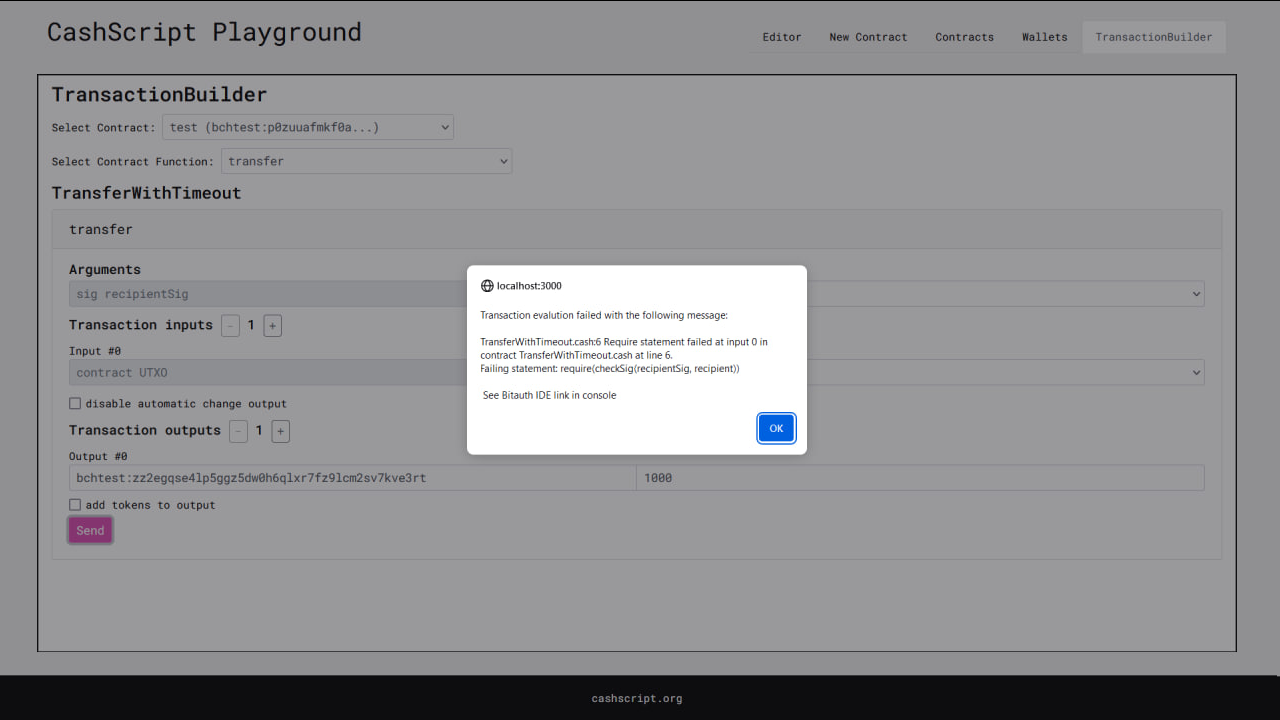 CashScript Playground
Editor New Contract Contracts Wallets TransactionBuilder
TransactionBuilder
Select Contract: test (bchtest:p0zuuafmkf0a...)
Select Contract Function: transfer
TransferWithTimeout
transfer
Arguments
sig recipientSig
Transaction inputs - 1 +
Input #0
contract UTXO
disable automatic change output
Transaction outputs - 1 +
Output #0
bchtest:zz2egqse4lp5ggz5dw0h6qlxr7fz9lcm2sv7kve3rt 1000
add tokens to output
Send
localhost:3000
Transaction evalution failed with the following message:
TransferWithTimeout.cash:6 Require statement failed at input 0 in
contract TransferWithTimeout.cash at line 6.
Failing statement: require(checkSig(recipientSig, recipient))
See Bitauth IDE link in console
OK
cashscript.org